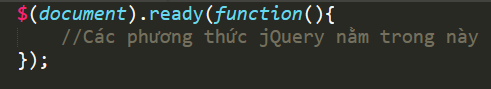 $(document).ready(function(){
//Các phương thức jQuery nằm trong này
});